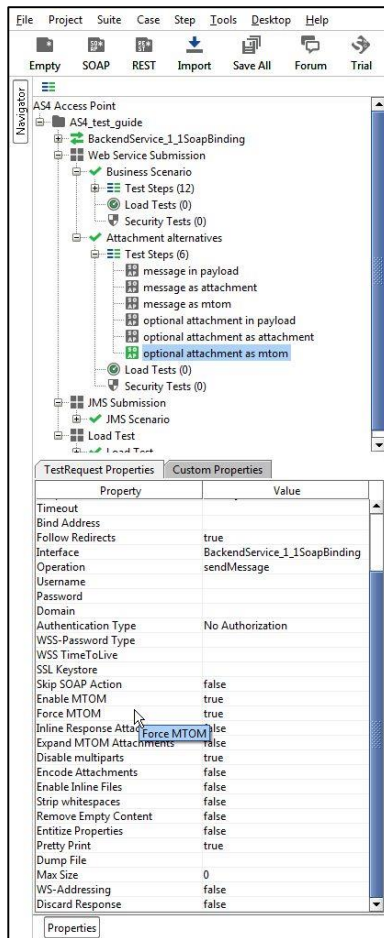 File Project Suite Case Step Tools Desktop Help
Empty SOAP REST Import Save All Forum Trial
Navigator
AS4 Access Point
AS4_test_guide
BackendService_1_1SoapBinding
Web Service Submission
Business Scenario
Test Steps (12)
Load Tests (0)
Security Tests (0)
Attachment alternatives
Test Steps (6)
message in payload
message as attachment
message as mtom
optional attachment in payload
optional attachment as attachment
optional attachment as mtom
Load Tests (0)
Security Tests (0)
JMS Submission
JMS Scenario
Load Test
Load Test
TestRequest Properties Custom Properties
Property Value
Timeout
Bind Address
Follow Redirects true
Interface BackendService_1_1SoapBinding
Operation sendMessage
Username
Password
Domain
Authentication Type No Authorization
WSS-Password Type
WSS TimeToLive
SSL Keystore
Skip SOAP Action false
Enable MTOM true
Force MTOM true
Inline Response
Force MTOM
Expand MTOM Attachments false
Disable multiparts true
Encode Attachments false
Enable Inline Files false
Strip whitespaces false
Remove Empty Content false
Entitize Properties false
Pretty Print true
Dump File
Max Size 0
WS-Addressing false
Discard Response false
Properties